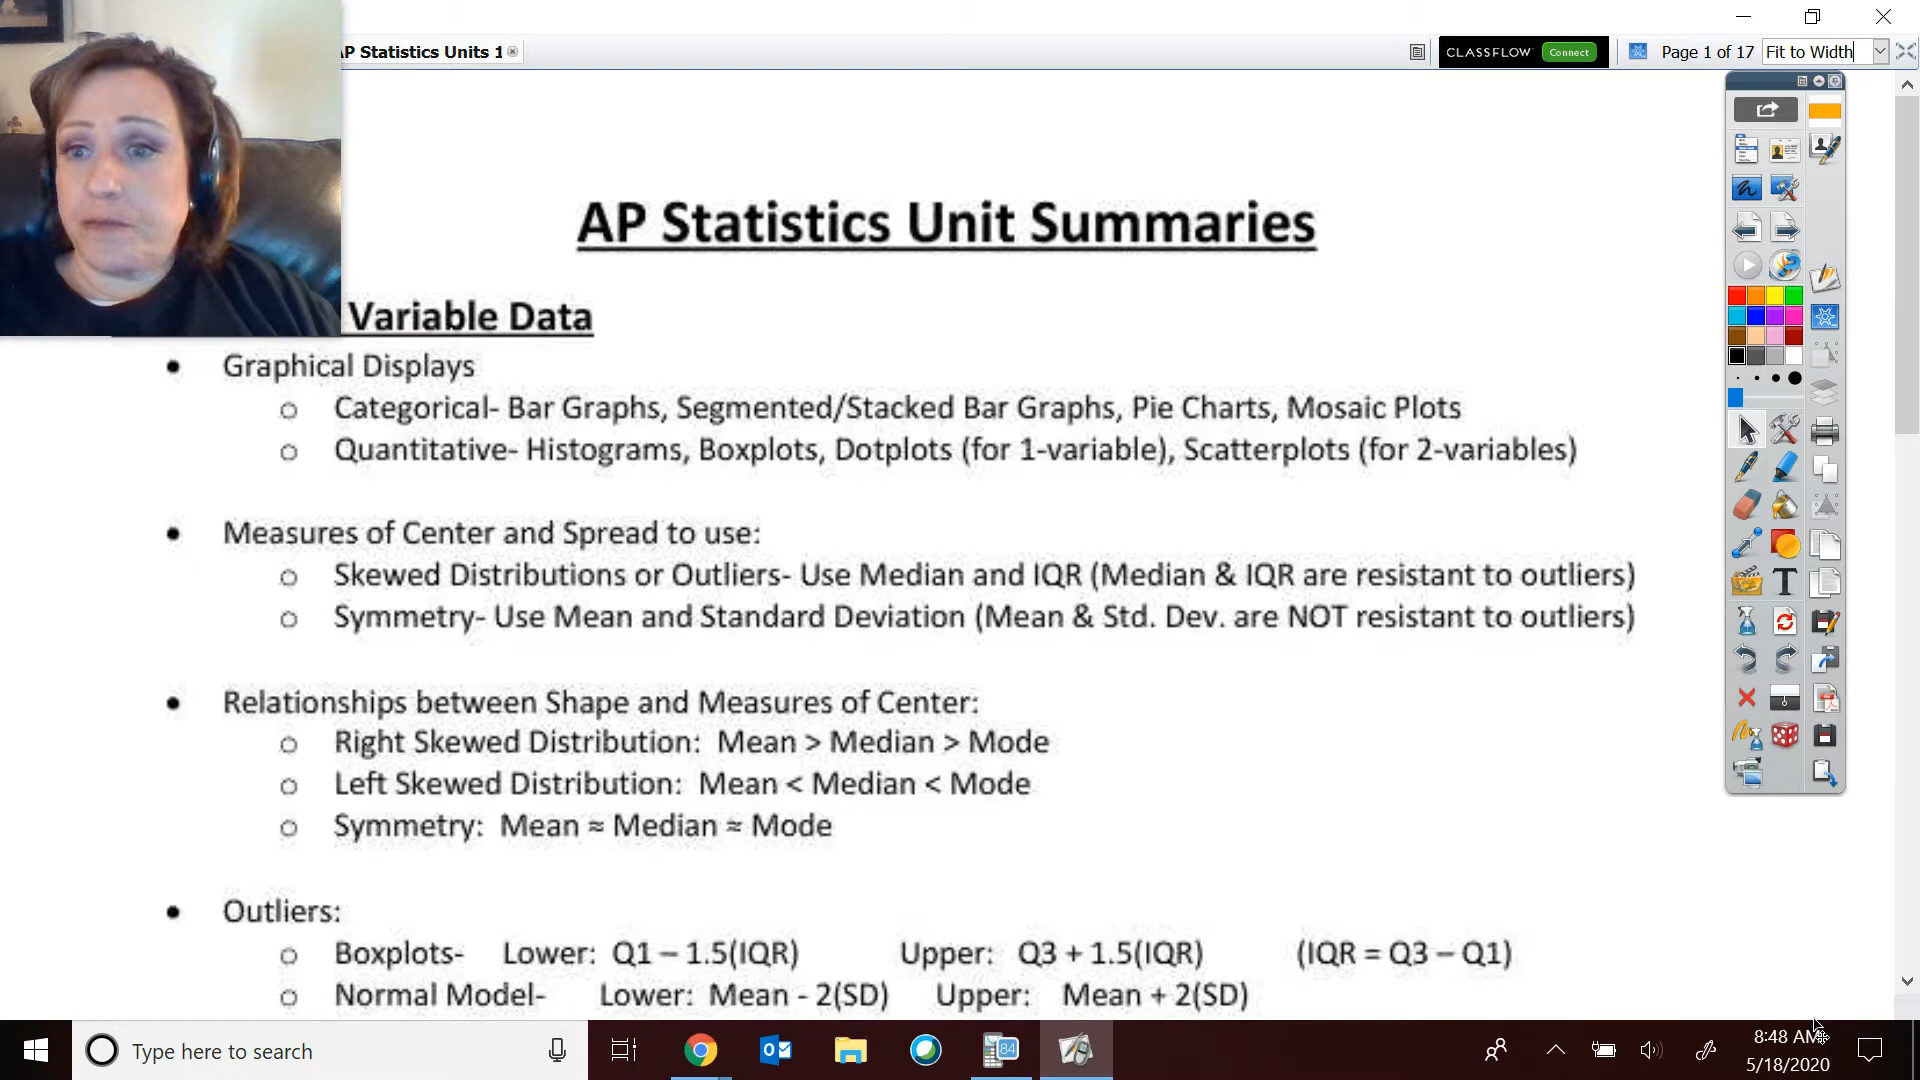 AP Statistics Units 1
CLASSFLOW Connect
Page 1 of 17
Fit to Width
AP Statistics Unit Summaries
Variable Data
• Graphical Displays
o Categorical- Bar Graphs, Segmented/Stacked Bar Graphs, Pie Charts, Mosaic Plots
o Quantitative- Histograms, Boxplots, Dotplots (for 1-variable), Scatterplots (for 2-variables)
• Measures of Center and Spread to use:
o Skewed Distributions or Outliers- Use Median and IQR (Median & IQR are resistant to outliers)
o Symmetry- Use Mean and Standard Deviation (Mean & Std. Dev. are NOT resistant to outliers)
• Relationships between Shape and Measures of Center:
o Right Skewed Distribution: Mean > Median > Mode
o Left Skewed Distribution: Mean < Median < Mode
o Symmetry: Mean ≈ Median ≈ Mode
• Outliers:
o Boxplots- Lower: Q1 – 1.5(IQR) Upper: Q3 + 1.5(IQR) (IQR = Q3 – Q1)
o Normal Model- Lower: Mean - 2(SD) Upper: Mean + 2(SD)
Type here to search
84
8:48 AM
5/18/2020